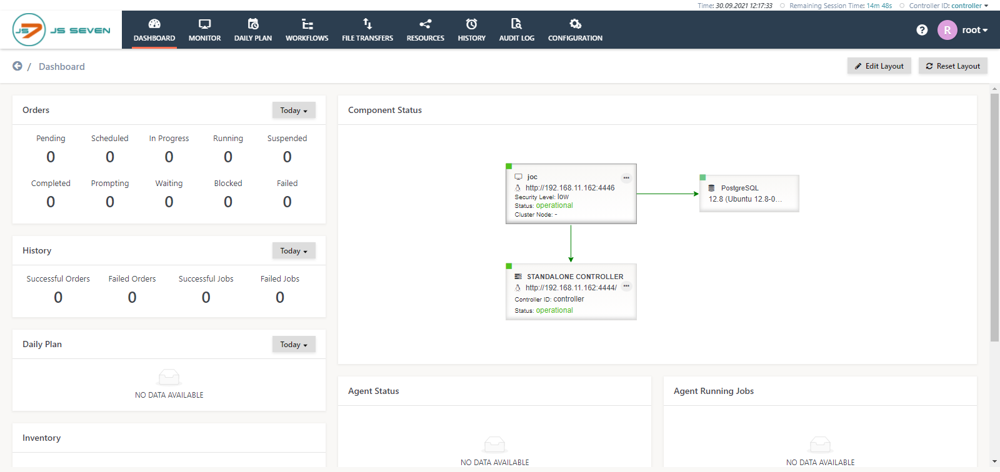 Time: 30.09.2021 12:17:33 Remaining Session Time: 14m 48s Controller ID: controller
JS7 JS SEVEN
DASHBOARD MONITOR DAILY PLAN WORKFLOWS FILE TRANSFERS RESOURCES HISTORY AUDIT LOG CONFIGURATION
? R root
/ Dashboard
Edit Layout Reset Layout
Orders
Today
Pending Scheduled In Progress Running Suspended
0 0 0 0 0
Completed Prompting Waiting Blocked Failed
0 0 0 0 0
History
Today
Successful Orders Failed Orders Successful Jobs Failed Jobs
0 0 0 0
Daily Plan
Today
NO DATA AVAILABLE
Inventory
Component Status
joc
http://192.168.11.162:4446
Security Level: low
Status: operational
Cluster Node: -
PostgreSQL
12.8 (Ubuntu 12.8-0...
STANDALONE CONTROLLER
http://192.168.11.162:4444/
Controller ID: controller
Status: operational
Agent Status
NO DATA AVAILABLE
Agent Running Jobs
NO DATA AVAILABLE